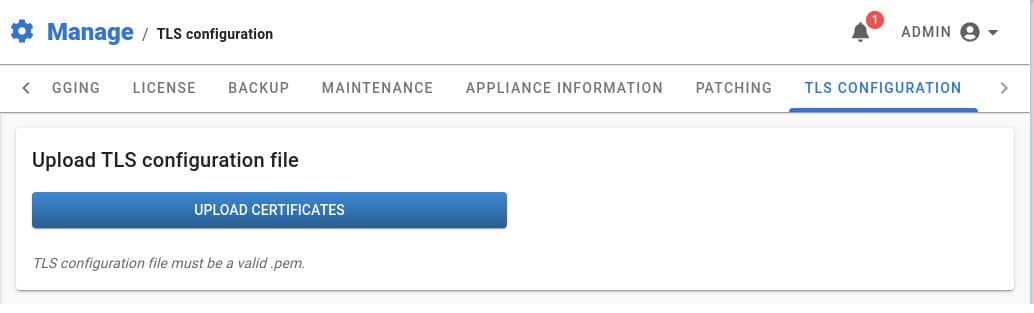 Manage / TLS configuration
1
ADMIN
GGING LICENSE BACKUP MAINTENANCE APPLIANCE INFORMATION PATCHING TLS CONFIGURATION
Upload TLS configuration file
UPLOAD CERTIFICATES
TLS configuration file must be a valid .pem.